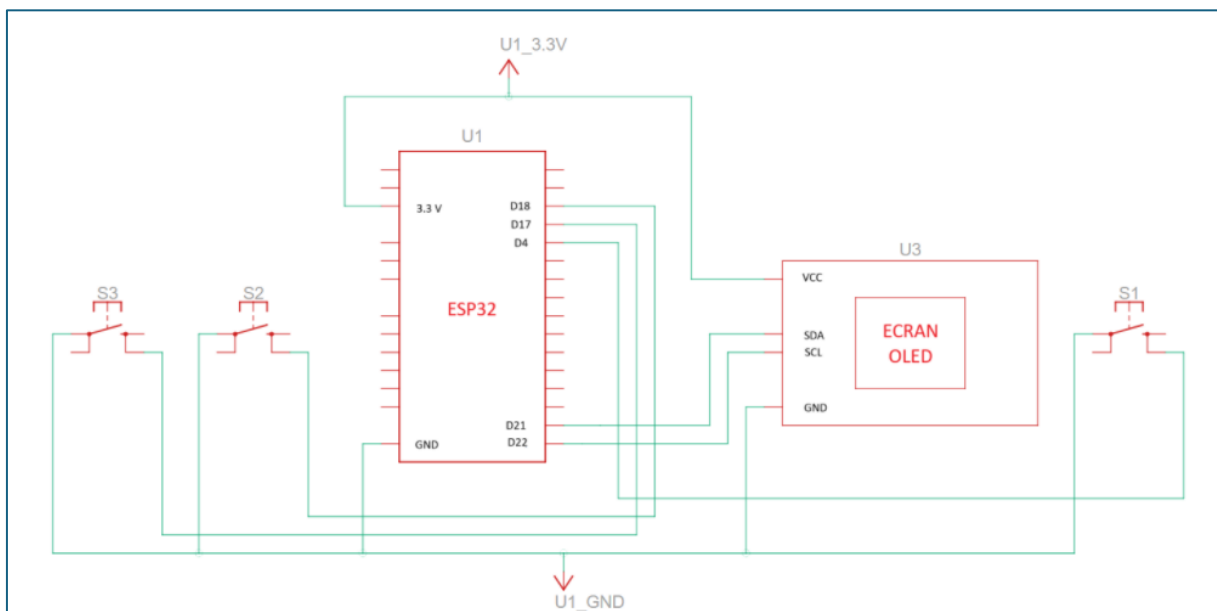 U1_3.3V
U1
3.3 V
D18
D17
D4
U3
VCC
S3
S2
S1
ESP32
ECRAN
OLED
SDA
SCL
GND
D21
GND
D22
U1_GND